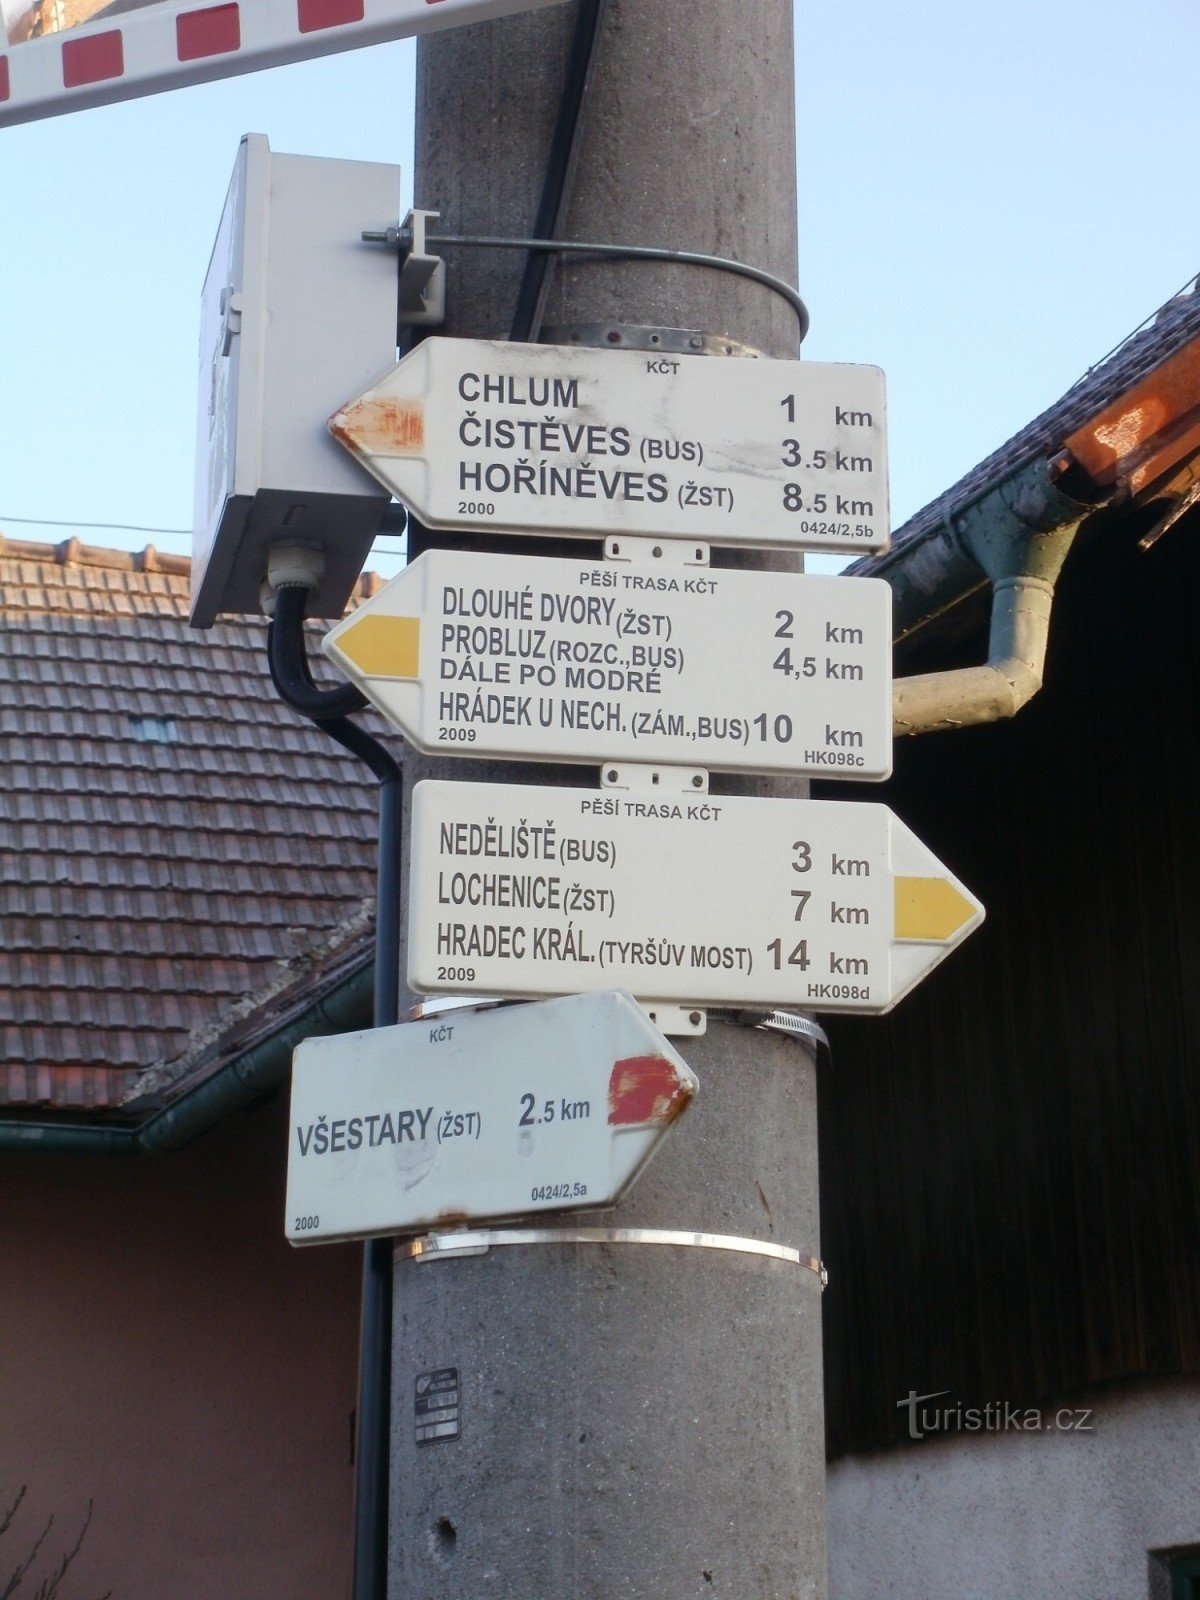 KČT
CHLUM 1 km
ČISTĚVES (BUS) 3.5 km
HOŘÍNĚVES (ŽST) 8.5 km
2000 0424/2,5b
PĚŠÍ TRASA KČT
DLOUHÉ DVORY (ŽST) 2 km
PROBLUZ (ROZC.,BUS) 4,5 km
DÁLE PO MODRÉ
HRÁDEK U NECH. (ZÁM.,BUS) 10 km
2009 HK098c
PĚŠÍ TRASA KČT
NEDĚLIŠTĚ (BUS) 3 km
LOCHENICE (ŽST) 7 km
HRADEC KRÁL. (TYRŠŮV MOST) 14 km
2009 HK098d
KČT
VŠESTARY (ŽST) 2.5 km
2000 0424/2,5a
Turistika.cz